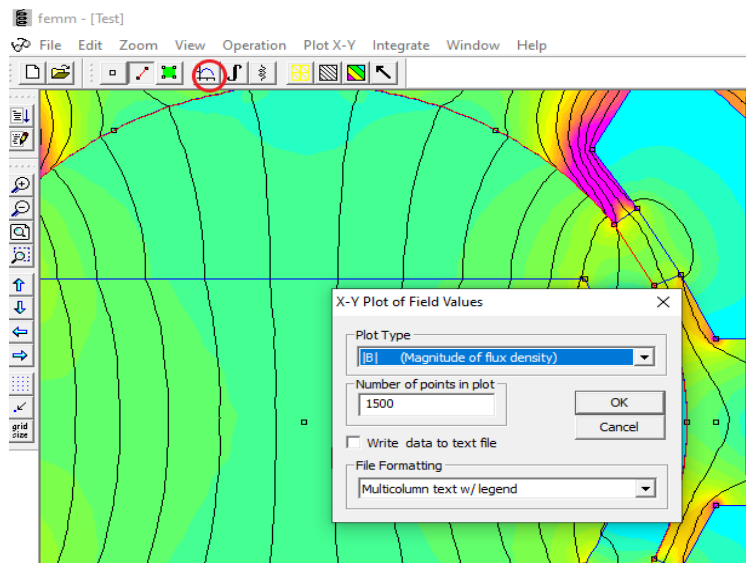 femm - [Test]
File Edit Zoom View Operation Plot X-Y Integrate Window Help
grid
size
X-Y Plot of Field Values
Plot Type
|B| (Magnitude of flux density)
Number of points in plot
1500
OK
Cancel
Write data to text file
File Formatting
Multicolumn text w/ legend